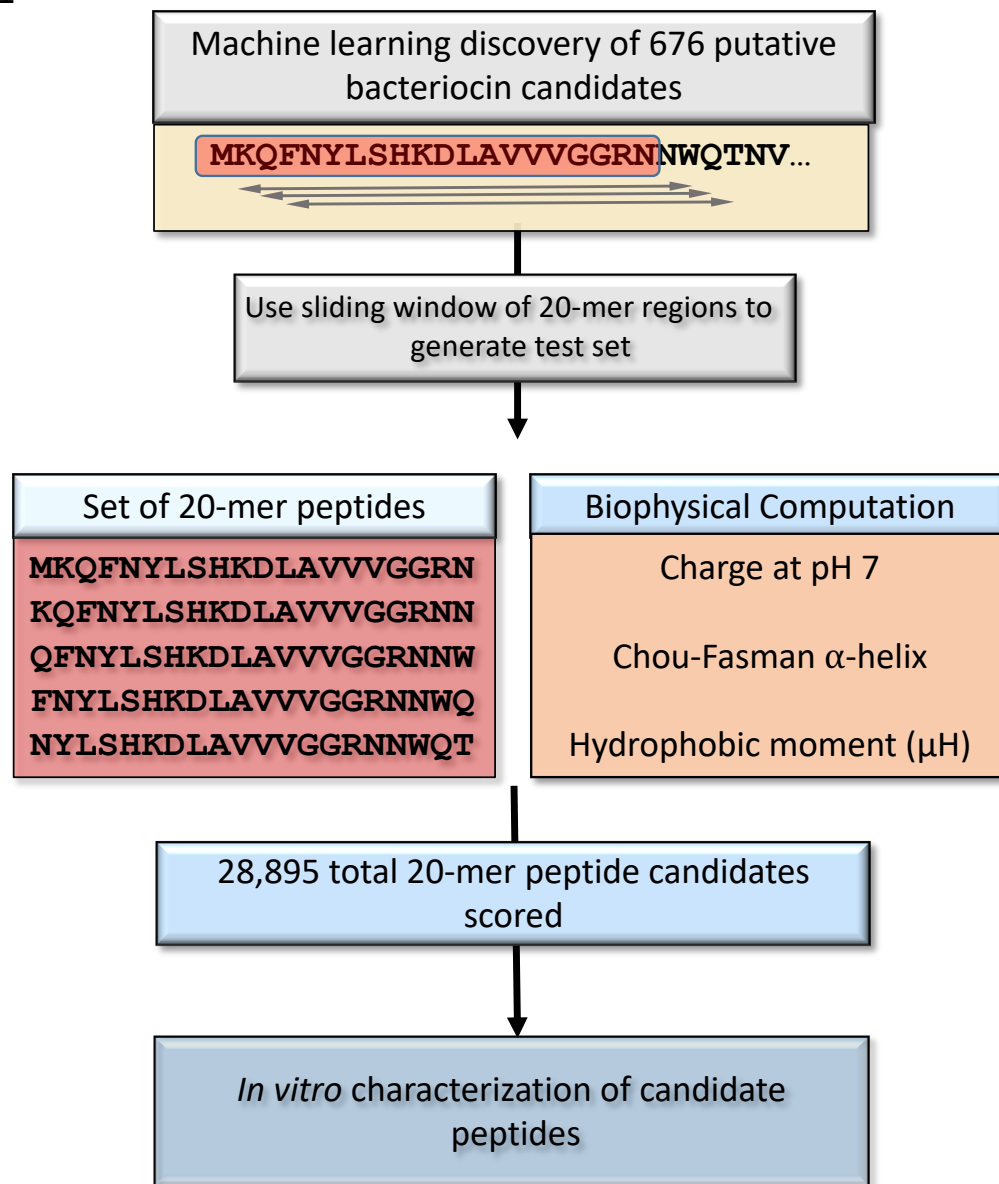 Machine learning discovery of 676 putative
bacteriocin candidates
MKQFNYLSHKDLAVVVGGRNNWQTNV...
Use sliding window of 20-mer regions to
generate test set
Set of 20-mer peptides
MKQFNYLSHKDLAVVVGGRN
KQFNYLSHKDLAVVVGGRNN
QFNYLSHKDLAVVVGGRNNW
FNYLSHKDLAVVVGGRNNWQ
NYLSHKDLAVVVGGRNNWQT
Biophysical Computation
Charge at pH 7
Chou-Fasman α-helix
Hydrophobic moment (μH)
28,895 total 20-mer peptide candidates
scored
In vitro characterization of candidate
peptides